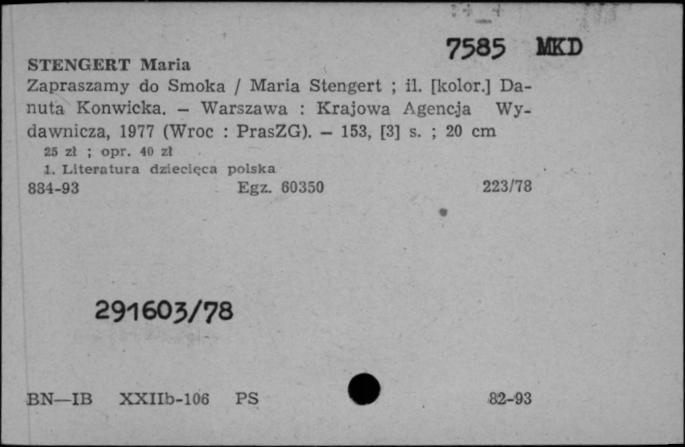 7585 MKD
STENGERT Maria
Zapraszamy do Smoka / Maria Stengert ; il. [kolor.] Da-
nuta Konwicka. — Warszawa : Krajowa Agencja Wy-
dawnicza, 1977 (Wroc : PrasZG). — 153, [3] s. ; 20 cm
25 zł ; opr. 40 zł
1. Literatura dziecięca polska
884-93 Egz. 60350 223/78
291603/78
BN—IB XXIIb-106 PS 82-93